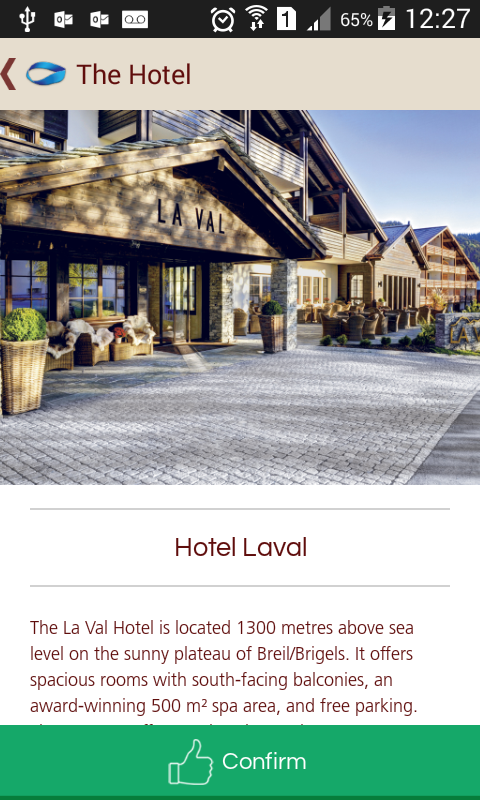 1
65%
12:27
The Hotel
LA VAL
Hotel Laval
The La Val Hotel is located 1300 metres above sea
level on the sunny plateau of Breil/Brigels. It offers
spacious rooms with south-facing balconies, an
award-winning 500 m² spa area, and free parking.
Confirm